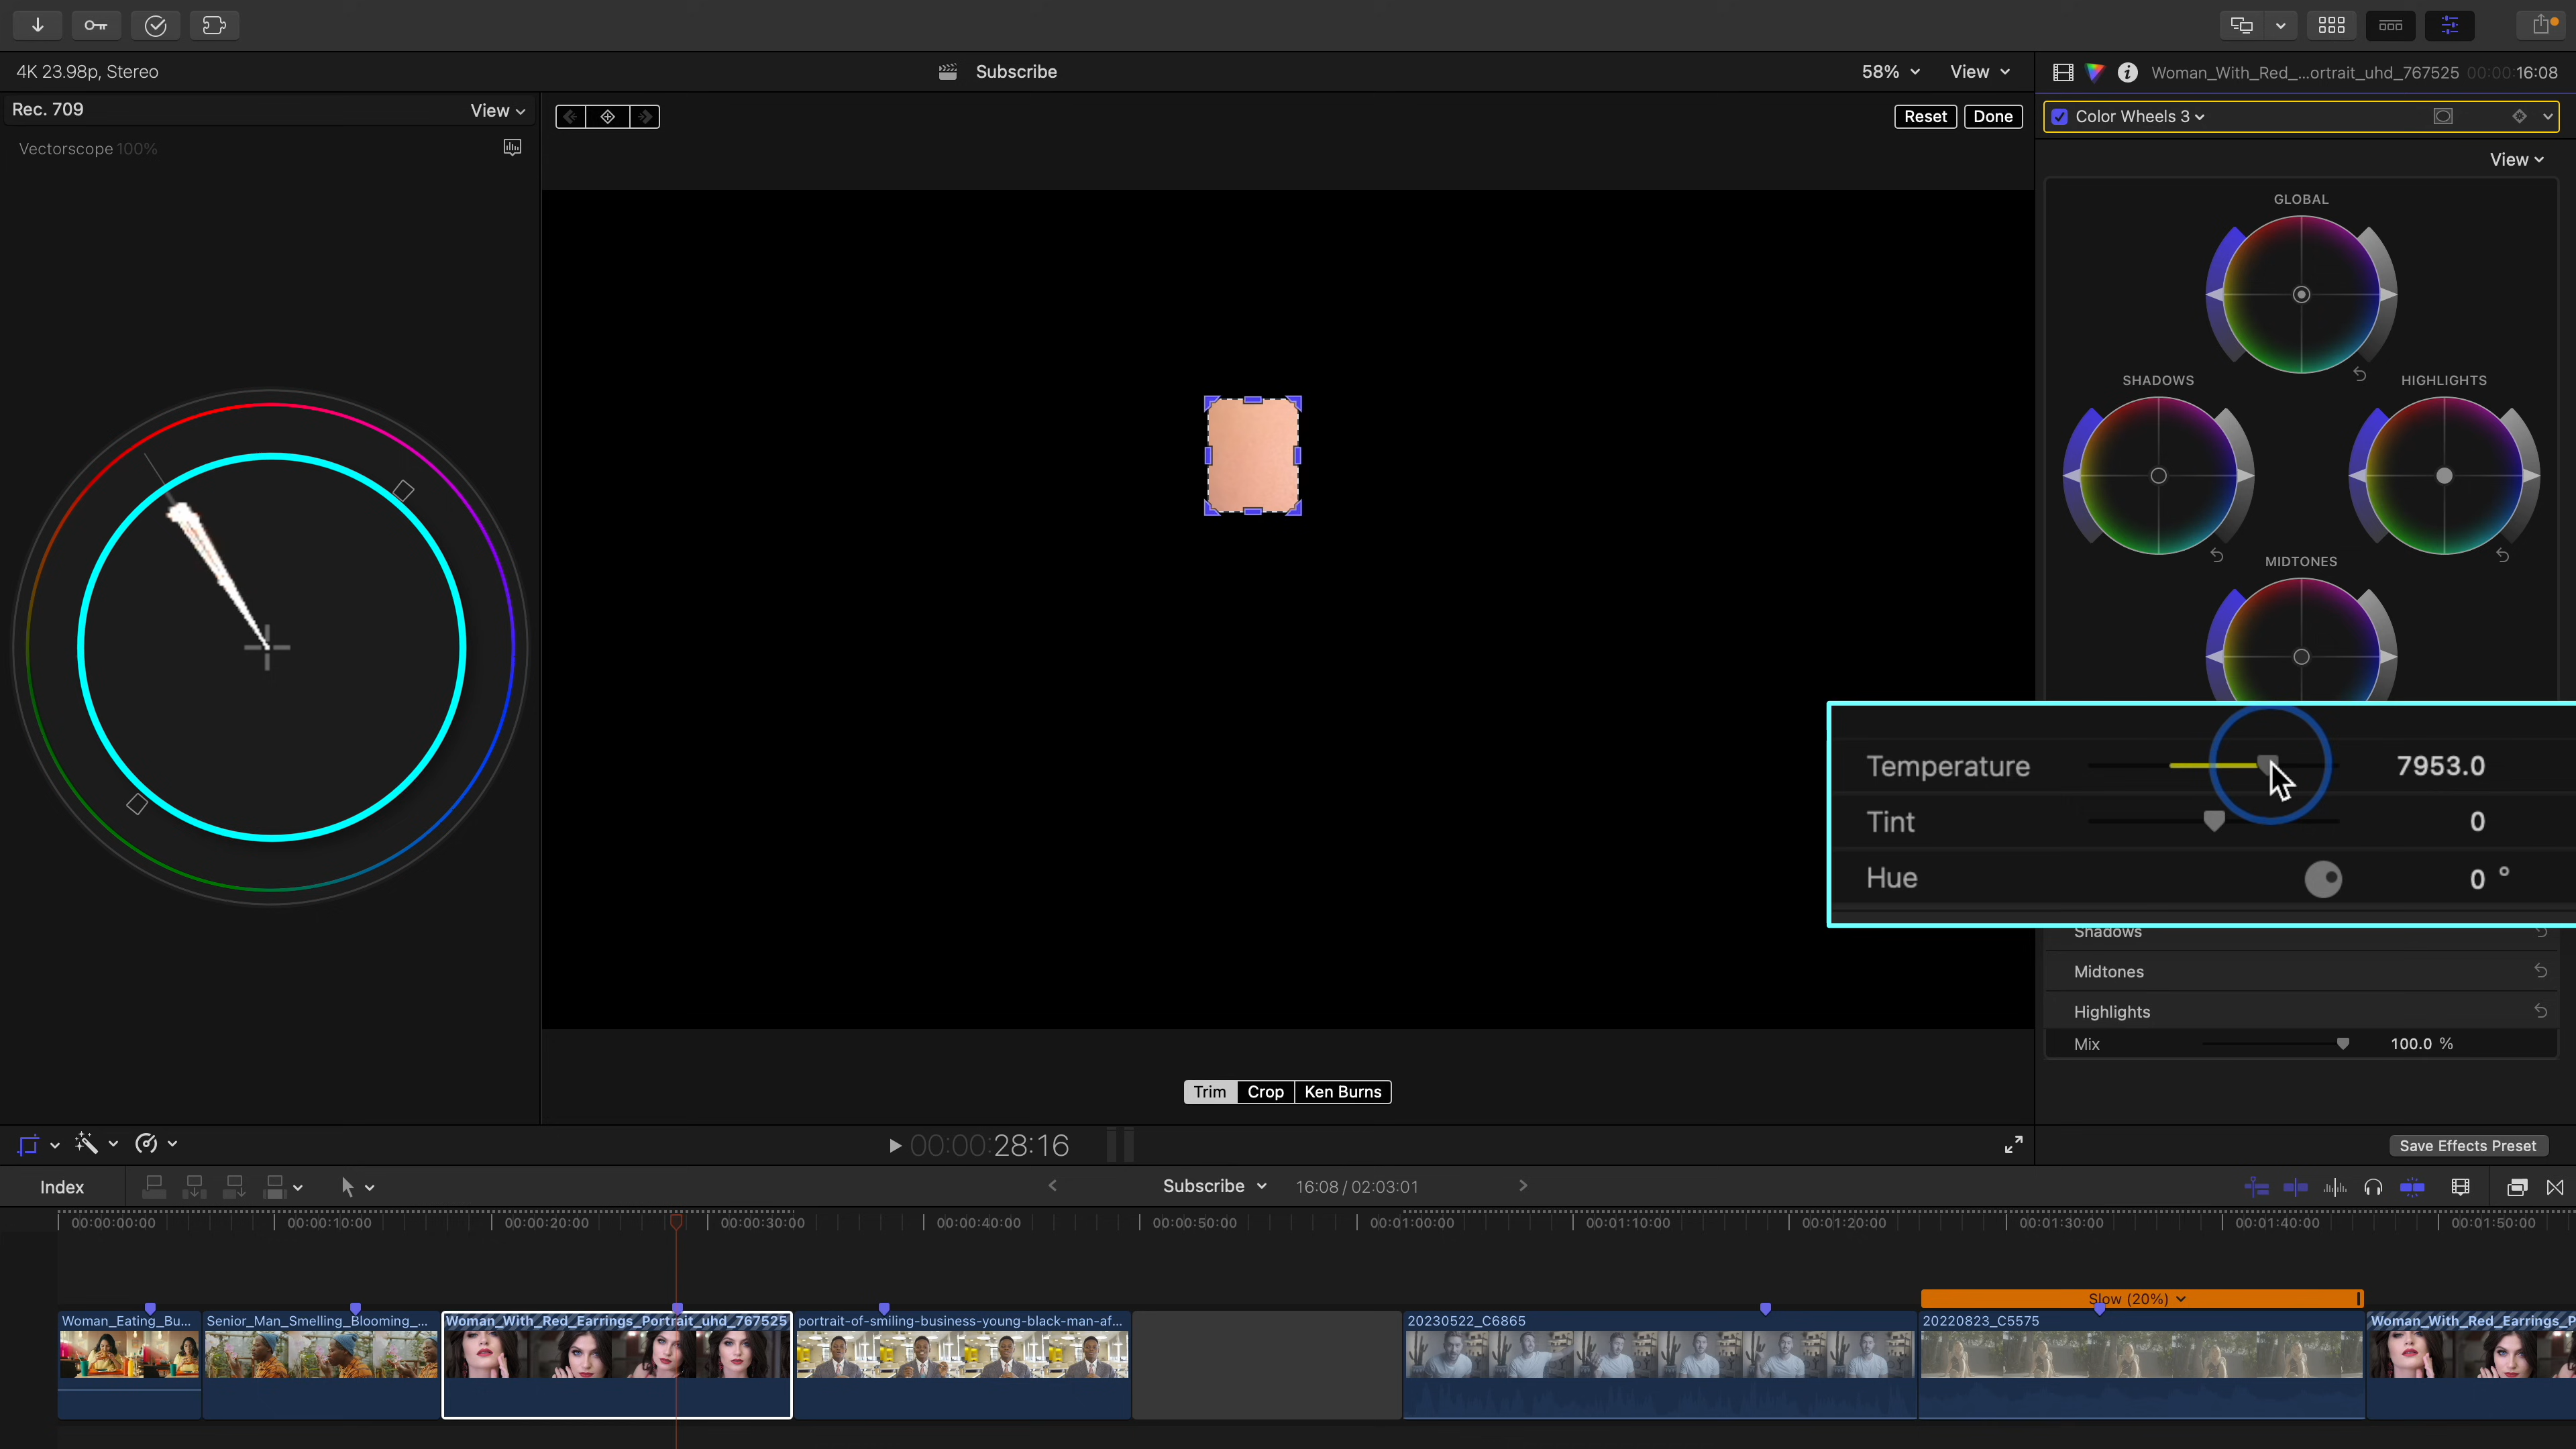 4K 23.98p, Stereo
Subscribe
58%
View
Woman_With_Red_...ortrait_uhd_767525
00:00:16:08
Rec. 709
View
Reset
Done
Color Wheels 3
Vectorscope 100%
View
GLOBAL
SHADOWS
HIGHLIGHTS
MIDTONES
Temperature 7953.0
Tint 0
Hue 0 °
Shadows
Midtones
Highlights
Mix 100.0 %
Trim
Crop
Ken Burns
00:00:28:16
Save Effects Preset
Index
Subscribe
16:08 / 02:03:01
00:00:00:00
00:00:10:00
00:00:20:00
00:00:30:00
00:00:40:00
00:00:50:00
00:01:00:00
00:01:10:00
00:01:20:00
00:01:30:00
00:01:40:00
00:01:50:00
Slow (20%)
Woman_Eating_Bu...
Senior_Man_Smelling_Blooming_...
Woman_With_Red_Earrings_Portrait_uhd_767525
portrait-of-smiling-business-young-black-man-af...
20230522_C6865
20220823_C5575
Woman_With_Red_Earrings_P